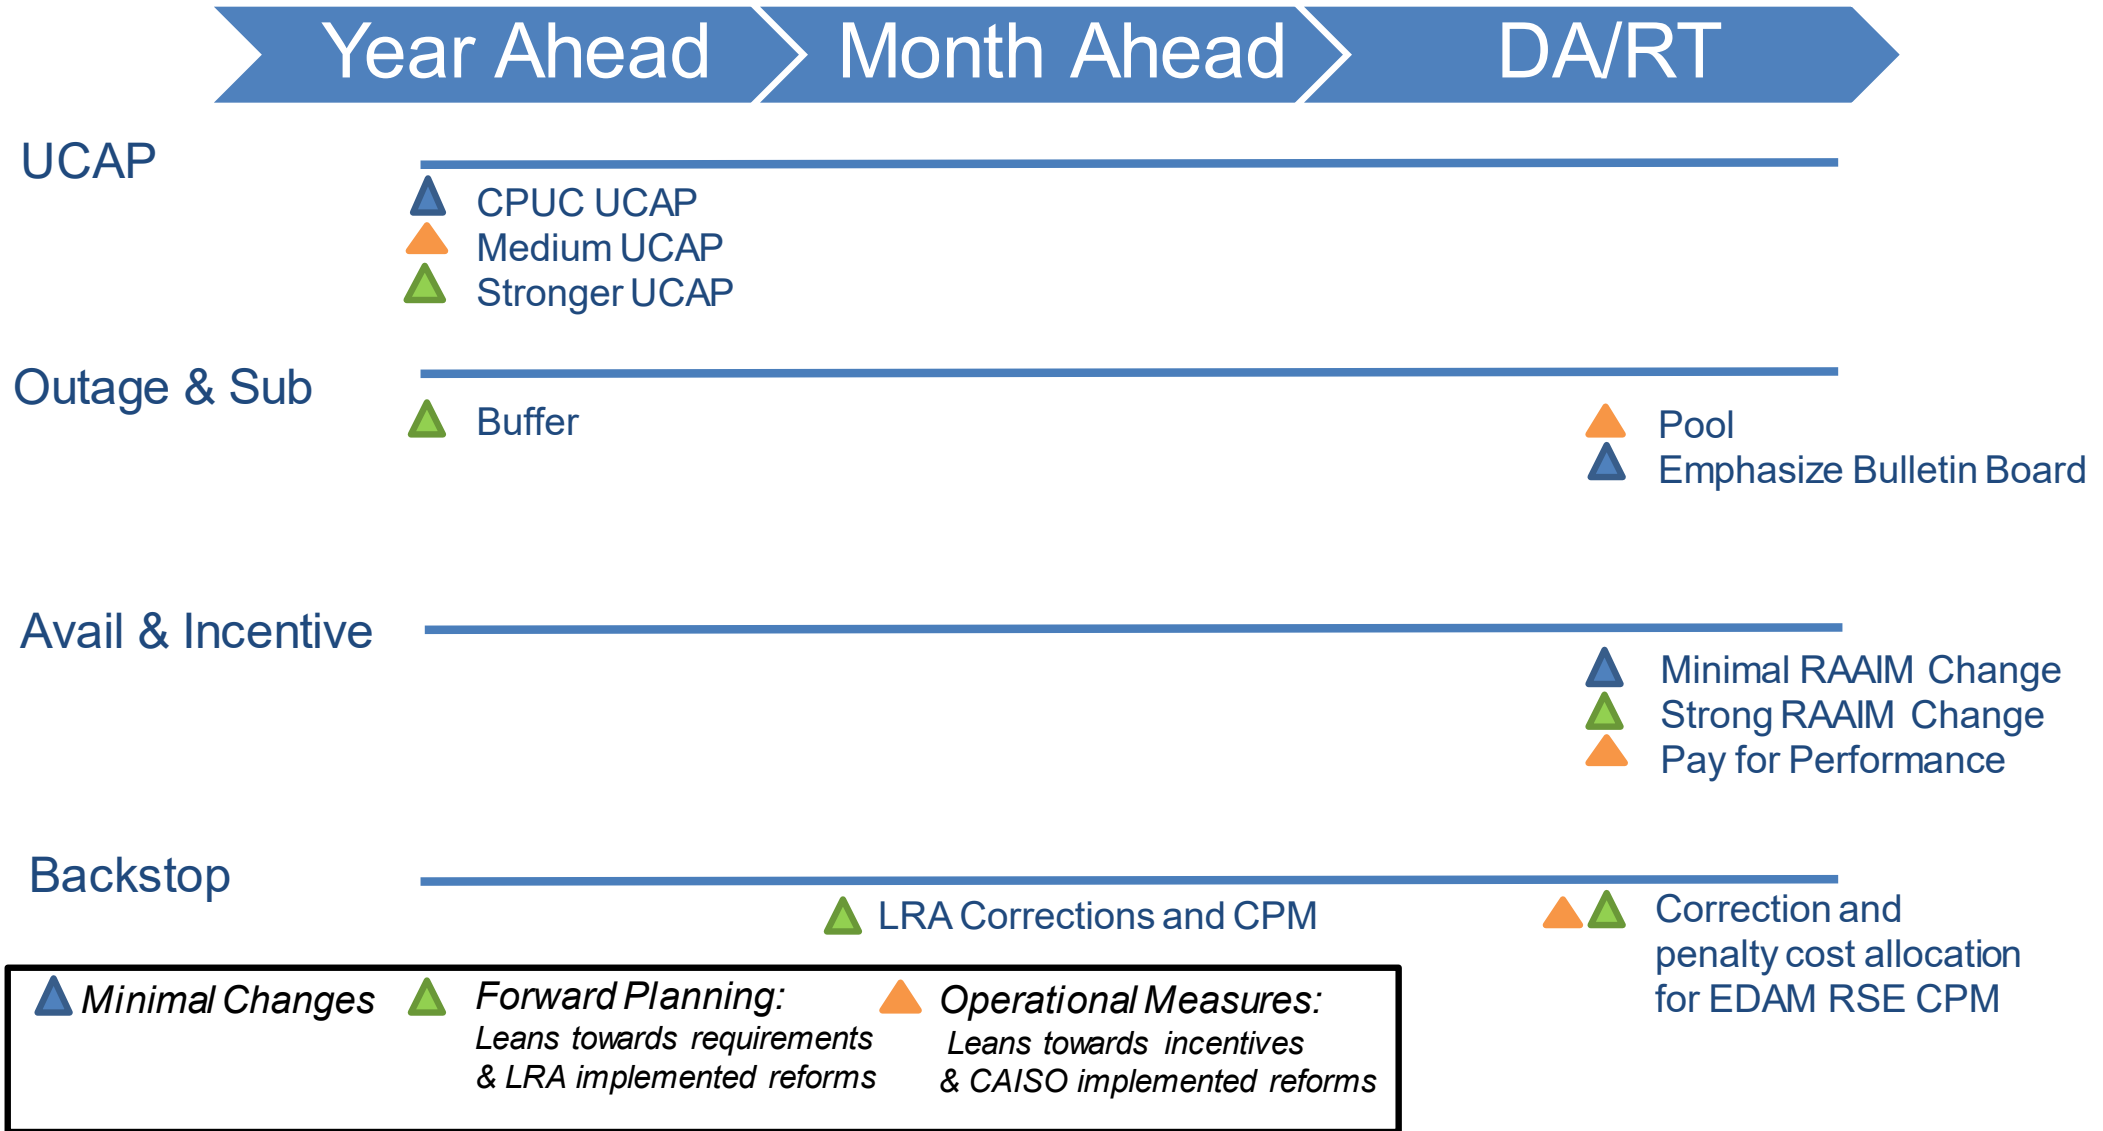 Year Ahead
Month Ahead
DA/RT
UCAP
CPUC UCAP
Medium UCAP
Stronger UCAP
Outage & Sub
Buffer
Pool
Emphasize Bulletin Board
Avail & Incentive
Minimal RAAIM Change
Strong RAAIM Change
Pay for Performance
Backstop
LRA Corrections and CPM
Correction and
penalty cost allocation
for EDAM RSE CPM
Minimal Changes
Forward Planning:
Leans towards requirements
& LRA implemented reforms
Operational Measures:
Leans towards incentives
& CAISO implemented reforms